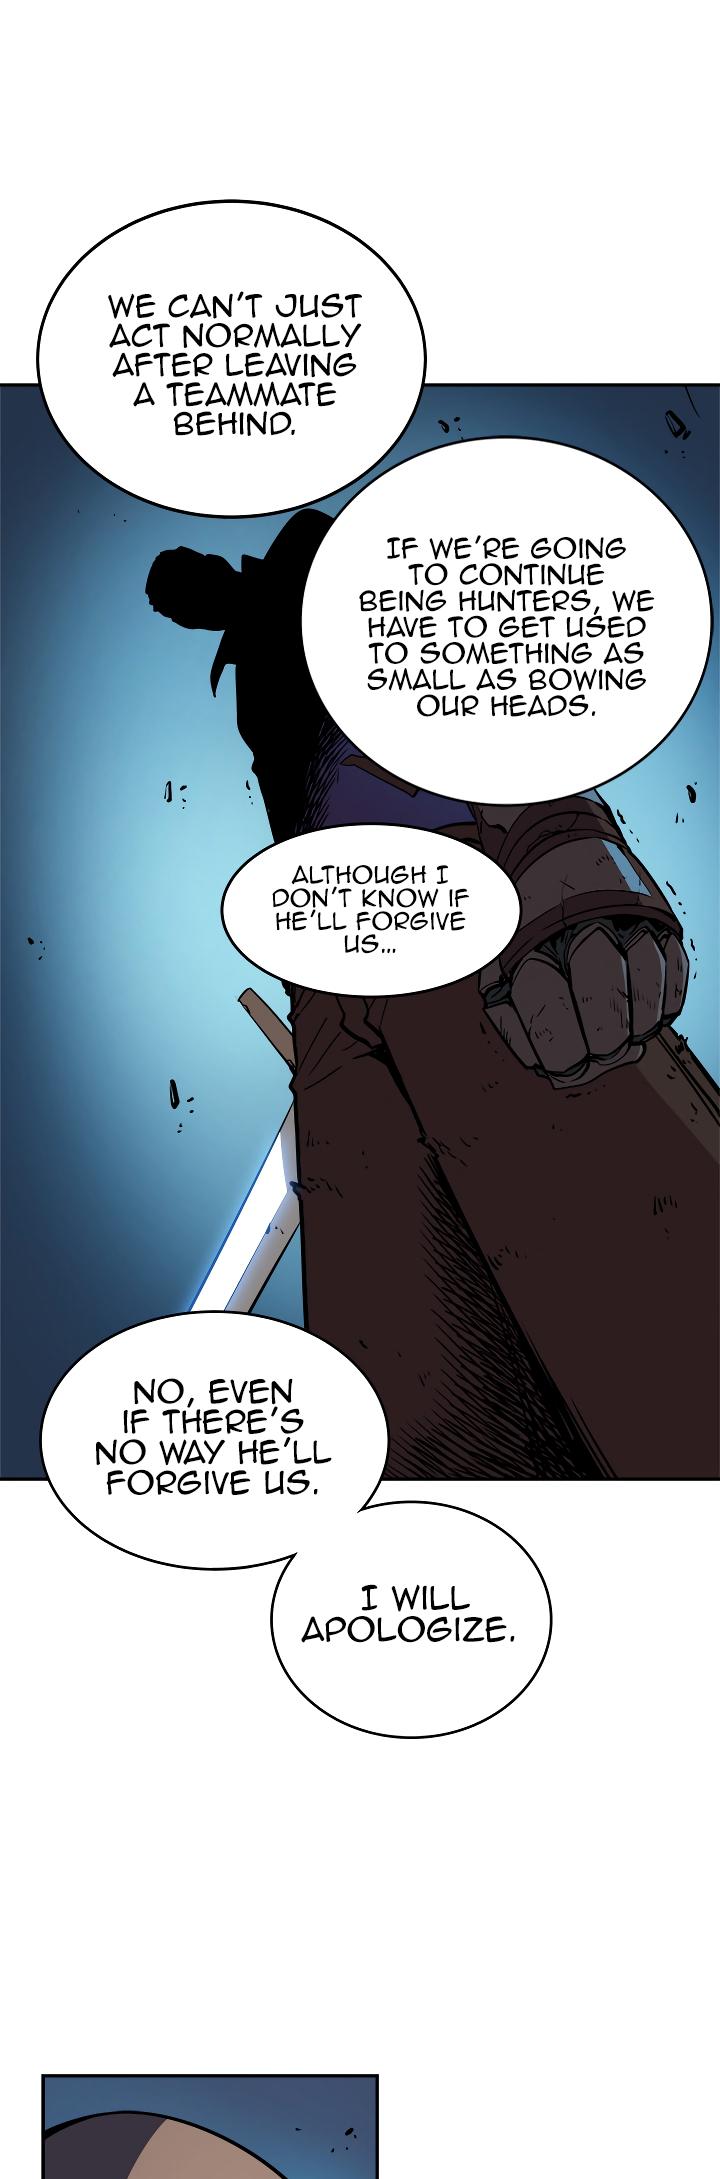 WE CAN'T JUST
ACT NORMALLY
AFTER LEAVING
A TEAMMATE
BEHIND.
IF WE'RE GOING
TO CONTINUE
BEING HUNTERS, WE
HAVE TO GET USED
TO SOMETHING AS
SMALL AS BOWING
OUR HEADS.
ALTHOUGH I
DON'T KNOW IF
HE'LL FORGIVE
US...
NO, EVEN
IF THERE'S
NO WAY HE'LL
FORGIVE US.
I WILL
APOLOGIZE.